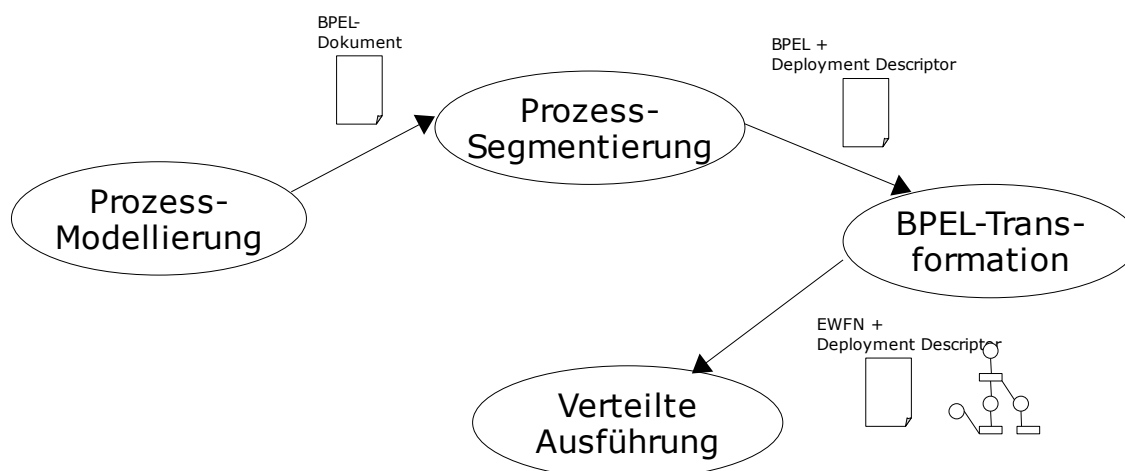 BPEL-
Dokument
Prozess-
Modellierung
Prozess-
Segmentierung
BPEL +
Deployment Descriptor
BPEL-Trans-
formation
EWFN +
Deployment Descriptor
Verteilte
Ausführung